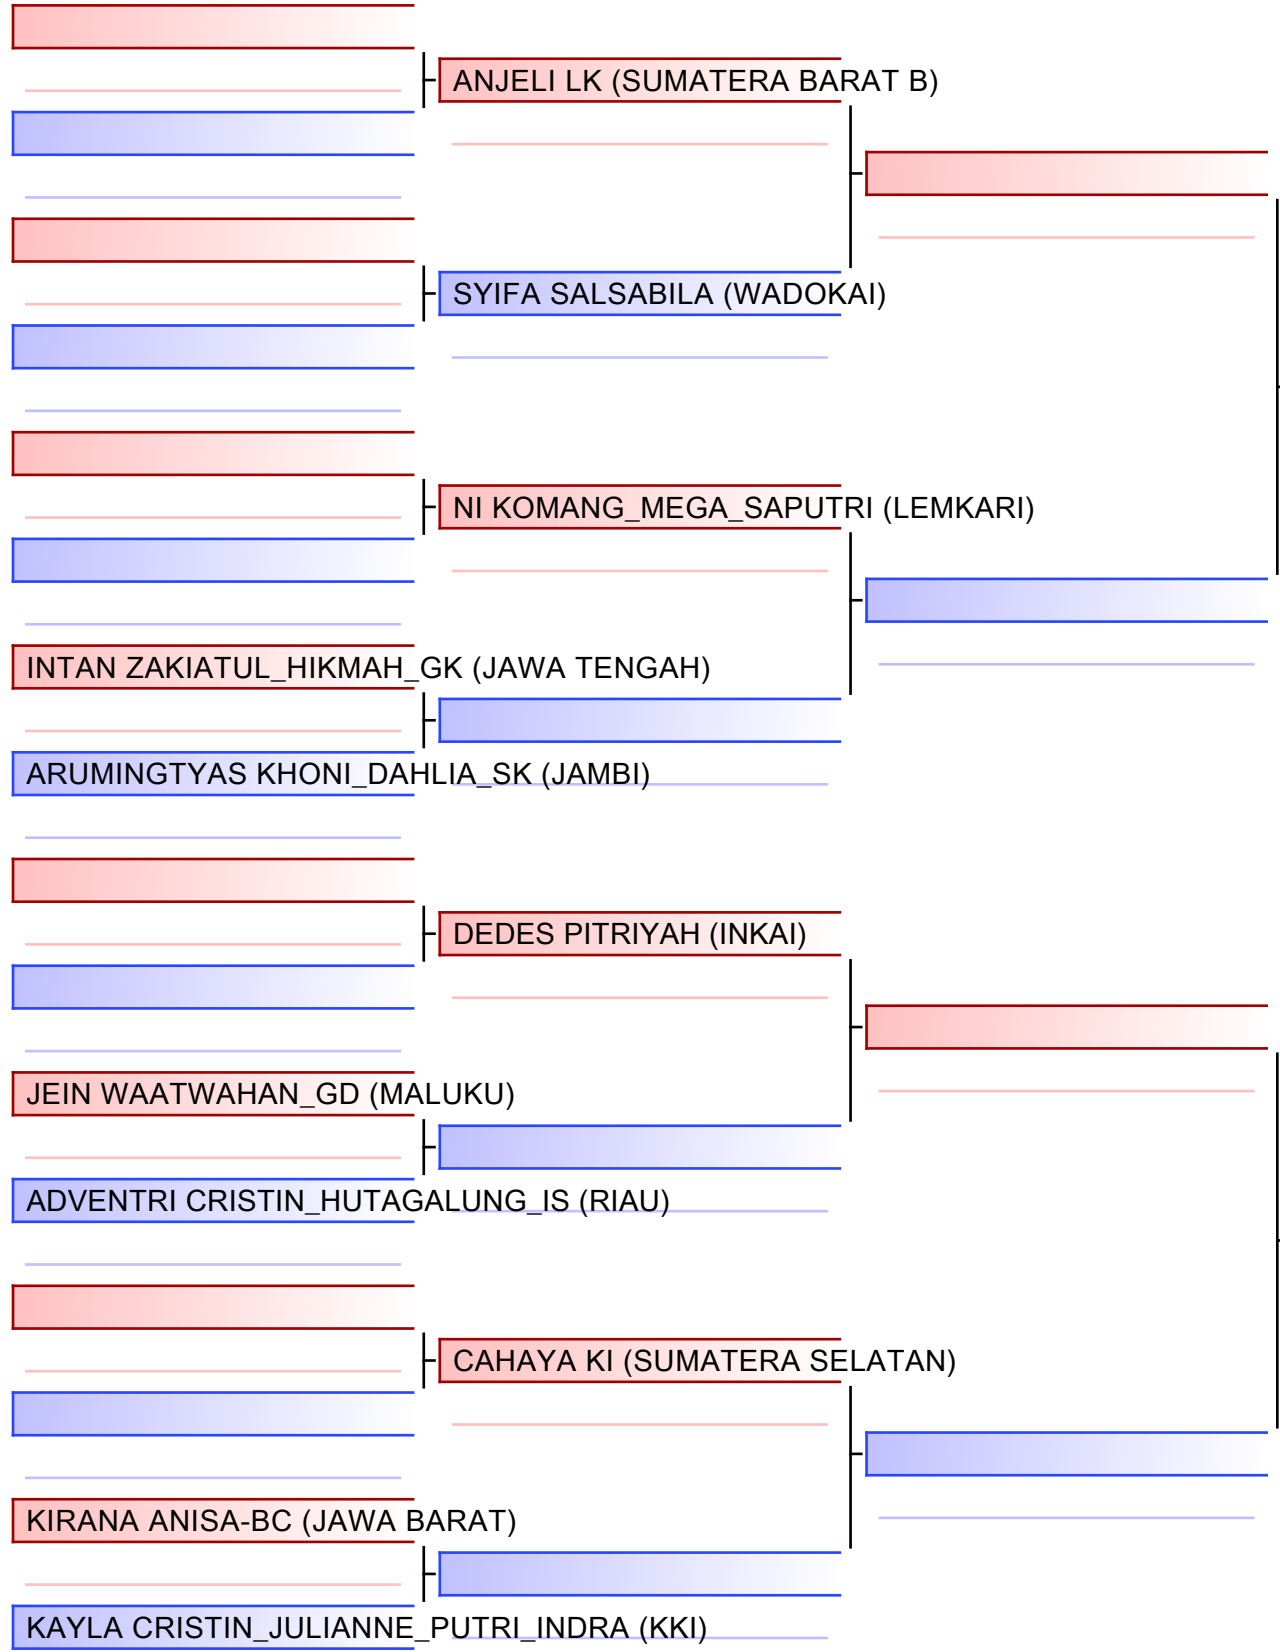 ANJELI LK (SUMATERA BARAT B)
SYIFA SALSABILA (WADOKAI)
NI KOMANG_MEGA_SAPUTRI (LEMKARI)
INTAN ZAKIATUL_HIKMAH_GK (JAWA TENGAH)
ARUMINGTYAS KHONI_DAHLIA_SK (JAMBI)
DEDES PITRIYAH (INKAI)
JEIN WAATWAHAN_GD (MALUKU)
ADVENTRI CRISTIN_HUTAGALUNG_IS (RIAU)
CAHAYA KI (SUMATERA SELATAN)
KIRANA ANISA-BC (JAWA BARAT)
KAYLA CRISTIN_JULIANNE_PUTRI_INDRA (KKI)